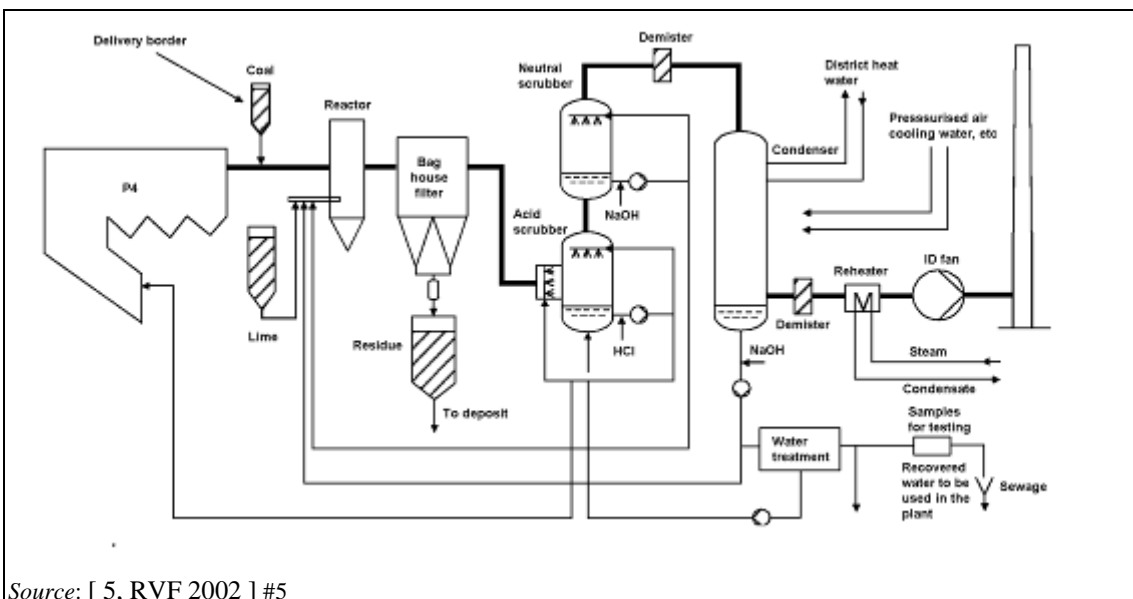 Delivery border
Coal
Reactor
P4
Lime
Bag
house
filter
Residue
To deposit
Neutral
scrubber
Demister
NaOH
Acid
scrubber
HCl
District heat
water
Condenser
Presssurised air
cooling water, etc
ID fan
Reheater
M
Demister
NaOH
Steam
Condensate
Water
treatment
Samples
for testing
Recovered
water to be
used in the
plant
Sewage
Source: [ 5, RVF 2002 ] #5